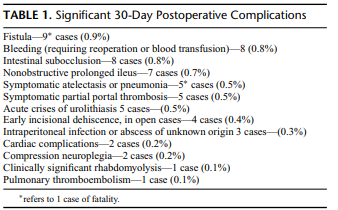 TABLE 1. Significant 30-Day Postoperative Complications
Fistula—9* cases (0.9%)
Bleeding (requiring reoperation or blood transfusion)—8 (0.8%)
Intestinal subocclusion—8 cases (0.8%)
Nonobstructive prolonged ileus—7 cases (0.7%)
Symptomatic atelectasis or pneumonia—5* cases (0.5%)
Symptomatic partial portal thrombosis—5 cases (0.5%)
Acute crises of urolithiasis 5 cases—(0.5%)
Early incisional dehiscence, in open cases—4 cases (0.4%)
Intraperitoneal infection or abscess of unknown origin 3 cases—(0.3%)
Cardiac complications—2 cases (0.2%)
Compression neuroplegia—2 cases (0.2%)
Clinically significant rhabdomyolysis—1 case (0.1%)
Pulmonary thromboembolism—1 case (0.1%)
*refers to 1 case of fatality.